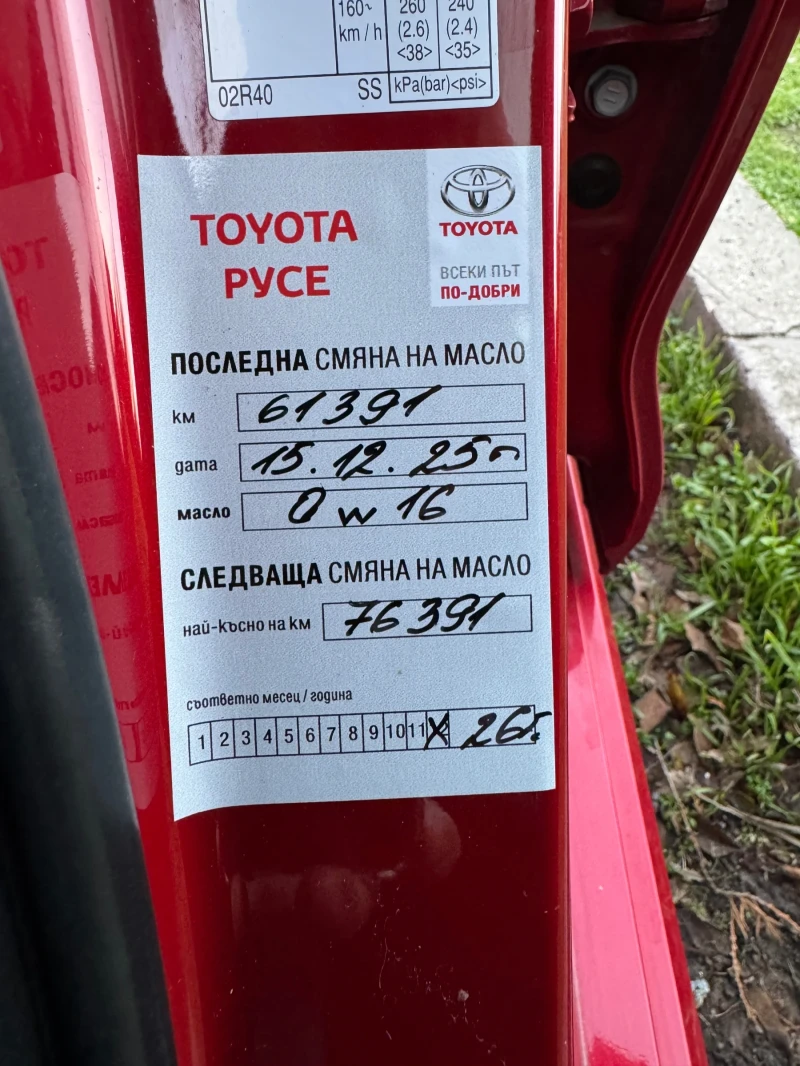 160~ 260 240
km/h (2.6) (2.4)
<38> <35>
02R40 SS kPa(bar)<psi>
TOYOTA
РУСЕ
TOYOTA
ВСЕКИ ПЪТ
ПО-ДОБРИ
ПОСЛЕДНА СМЯНА НА МАСЛО
км 61391
дата 15.12.25г
масло 0w16
СЛЕДВАЩА СМЯНА НА МАСЛО
най-късно на км 76391
съответно месец / година
1 2 3 4 5 6 7 8 9 10 11 12 26г.